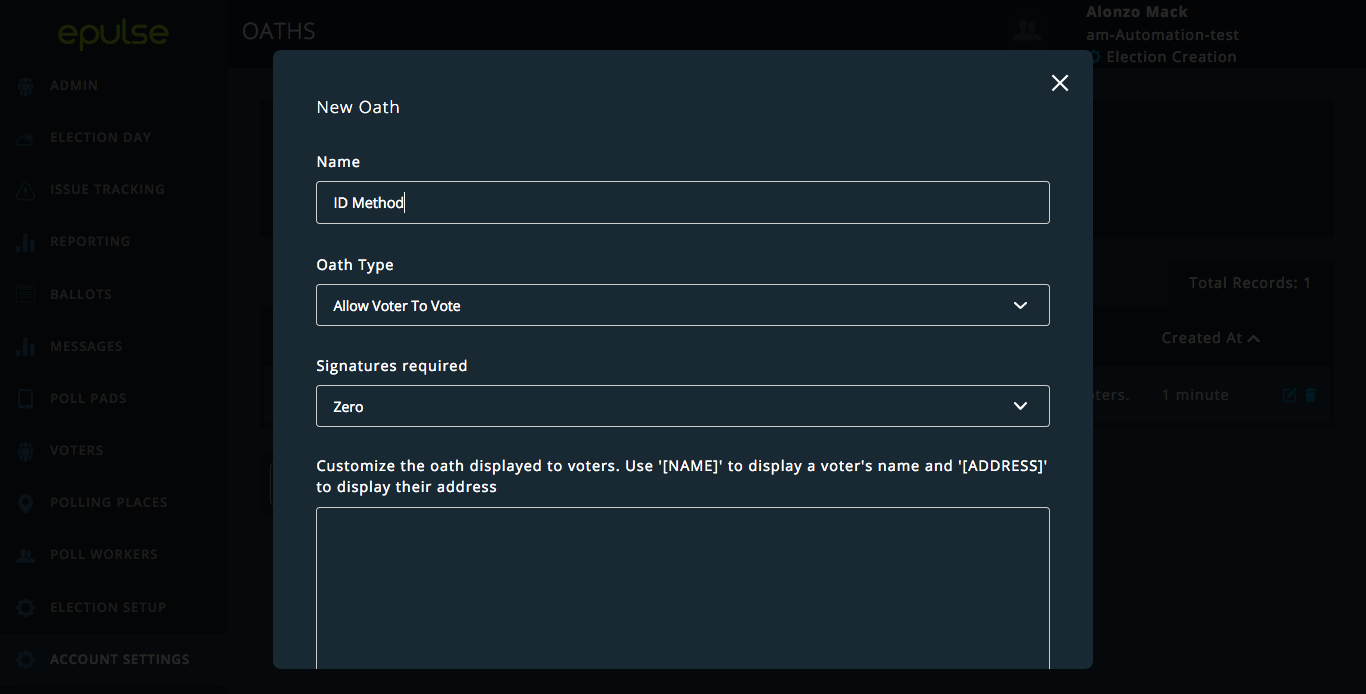 epulse
OATHS
Alonzo Mack
am-Automation-test
Election Creation
ADMIN
ELECTION DAY
ISSUE TRACKING
REPORTING
BALLOTS
MESSAGES
POLL PADS
VOTERS
POLLING PLACES
POLL WORKERS
ELECTION SETUP
ACCOUNT SETTINGS
New Oath
Name
ID Method
Oath Type
Allow Voter To Vote
Signatures required
Zero
Customize the oath displayed to voters. Use '[NAME]' to display a voter's name and '[ADDRESS]'
to display their address
Total Records: 1
Created At
ters. 1 minute